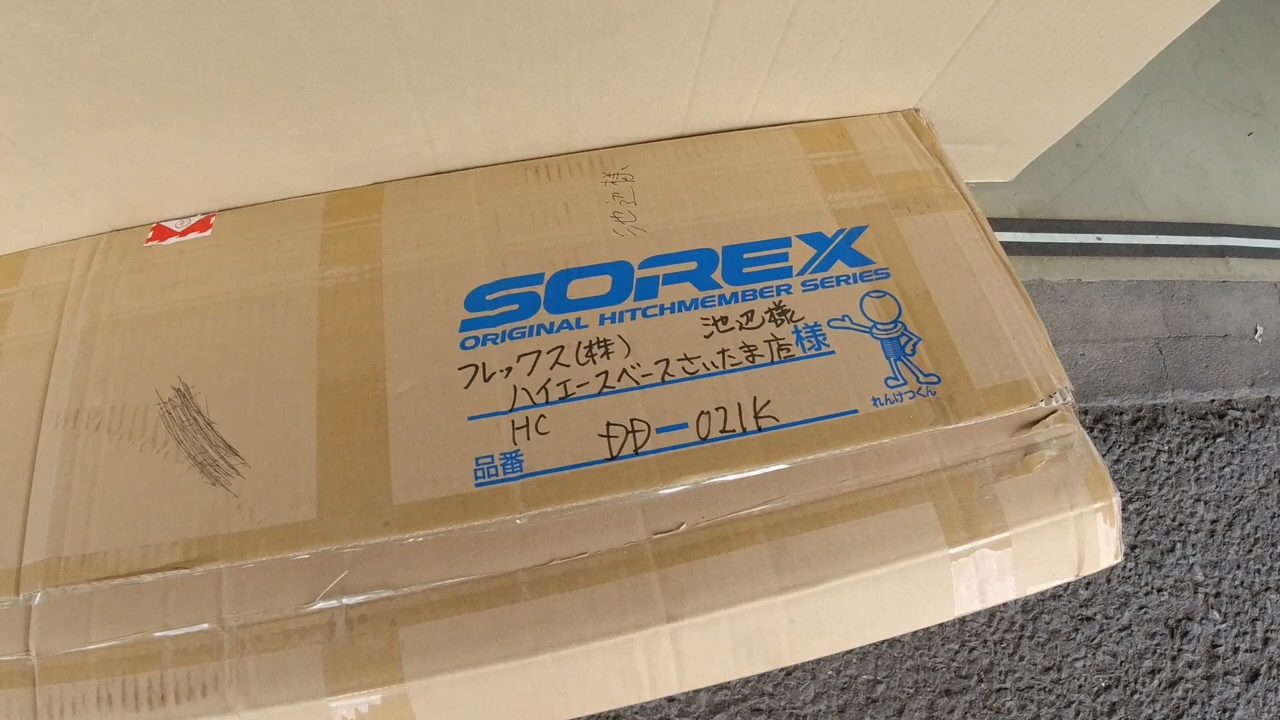 池辺様
SOREX
ORIGINAL HITCHMEMBER SERIES
フレックス(株) 池辺様
ハイエースベースさいたま店様
HC DD-021K
品番
れんけつくん